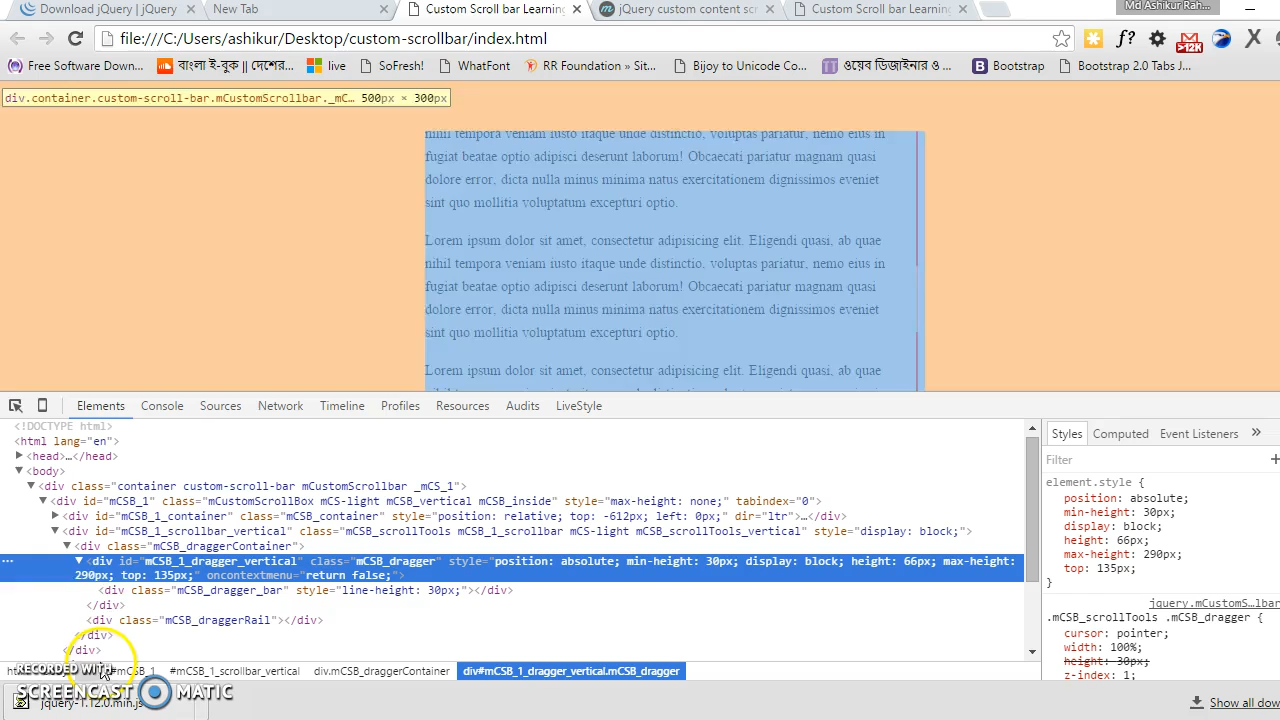 Download jQuery | jQuery
New Tab
Custom Scroll bar Learning
jQuery custom content scr
Custom Scroll bar Learning
Md Ashikur Rah...
file:///C:/Users/ashikur/Desktop/custom-scrollbar/index.html
f?
>12K
X
Free Software Down...
বাংলা ই-বুক || দেশের...
live
SoFresh!
WhatFont
RR Foundation » Sit...
Bijoy to Unicode Co...
ওয়েব ডিজাইনার ও ...
Bootstrap
Bootstrap 2.0 Tabs J...
div.container.custom-scroll-bar.mCustomScrollbar._mC… 500px × 300px
nihil tempora veniam iusto itaque unde distinctio, voluptas pariatur, nemo eius in
fugiat beatae optio adipisci deserunt laborum! Obcaecati pariatur magnam quasi
dolore error, dicta nulla minus minima natus exercitationem dignissimos eveniet
sint quo mollitia voluptatum excepturi optio.
Lorem ipsum dolor sit amet, consectetur adipisicing elit. Eligendi quasi, ab quae
nihil tempora veniam iusto itaque unde distinctio, voluptas pariatur, nemo eius in
fugiat beatae optio adipisci deserunt laborum! Obcaecati pariatur magnam quasi
dolore error, dicta nulla minus minima natus exercitationem dignissimos eveniet
sint quo mollitia voluptatum excepturi optio.
Lorem ipsum dolor sit amet, consectetur adipisicing elit. Eligendi quasi, ab quae
Elements Console Sources Network Timeline Profiles Resources Audits LiveStyle
<!DOCTYPE html>
<html lang="en">
<head>…</head>
<body>
<div class="container custom-scroll-bar mCustomScrollbar _mCS_1">
<div id="mCSB_1" class="mCustomScrollBox mCS-light mCSB_vertical mCSB_inside" style="max-height: none;" tabindex="0">
<div id="mCSB_1_container" class="mCSB_container" style="position: relative; top: -612px; left: 0px;" dir="ltr">…</div>
<div id="mCSB_1_scrollbar_vertical" class="mCSB_scrollTools mCSB_1_scrollbar mCS-light mCSB_scrollTools_vertical" style="display: block;">
<div class="mCSB_draggerContainer">
<div id="mCSB_1_dragger_vertical" class="mCSB_dragger" style="position: absolute; min-height: 30px; display: block; height: 66px; max-height:
290px; top: 135px;" oncontextmenu="return false;">
<div class="mCSB_dragger_bar" style="line-height: 30px;"></div>
</div>
<div class="mCSB_draggerRail"></div>
</div>
</div>
#mCSB_1 #mCSB_1_scrollbar_vertical div.mCSB_draggerContainer div#mCSB_1_dragger_vertical.mCSB_dragger
Styles Computed Event Listeners »
Filter
element.style {
position: absolute;
min-height: 30px;
display: block;
height: 66px;
max-height: 290px;
top: 135px;
}
jquery.mCustomS…lbar
.mCSB_scrollTools .mCSB_dragger {
cursor: pointer;
width: 100%;
height: 30px;
z-index: 1;
RECORDED WITH
SCREENCAST MATIC
jquery-1.12.0.min.js
Show all dow